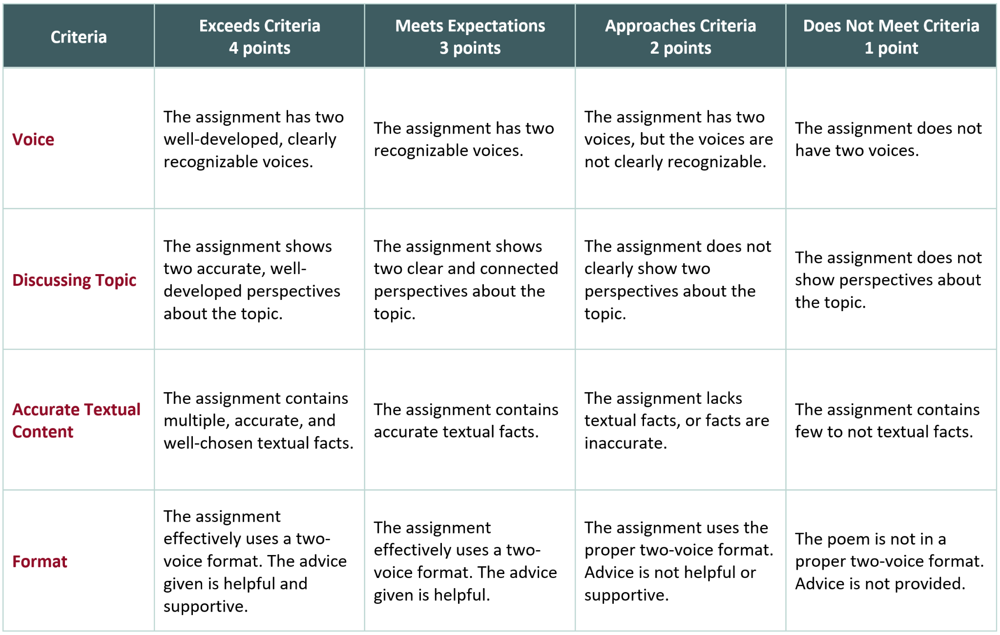 Criteria
Exceeds Criteria
4 points
Meets Expectations
3 points
Approaches Criteria
2 points
Does Not Meet Criteria
1 point
Voice
The assignment has two
well-developed, clearly
recognizable voices.
The assignment has two
recognizable voices.
The assignment has two
voices, but the voices are
not clearly recognizable.
The assignment does not
have two voices.
Discussing Topic
The assignment shows
two accurate, well-
developed perspectives
about the topic.
The assignment shows
two clear and connected
perspectives about the
topic.
The assignment does not
clearly show two
perspectives about the
topic.
The assignment does not
show perspectives about
the topic.
Accurate Textual
Content
The assignment contains
multiple, accurate, and
well-chosen textual facts.
The assignment contains
accurate textual facts.
The assignment lacks
textual facts, or facts are
inaccurate.
The assignment contains
few to not textual facts.
Format
The assignment
effectively uses a two-
voice format. The advice
given is helpful and
supportive.
The assignment
effectively uses a two-
voice format. The advice
given is helpful.
The assignment uses the
proper two-voice format.
Advice is not helpful or
supportive.
The poem is not in a
proper two-voice format.
Advice is not provided.